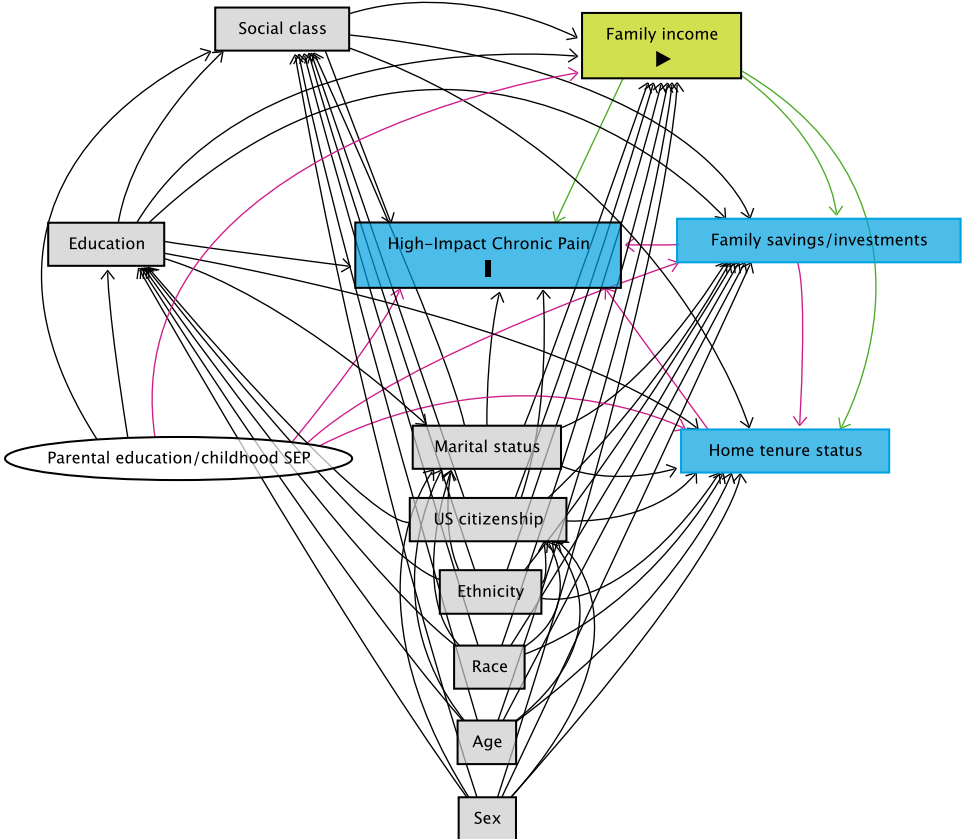 Social class
Family income
Education
High-Impact Chronic Pain
Family savings/investments
Marital status
Parental education/childhood SEP
Home tenure status
US citizenship
Ethnicity
Race
Age
Sex